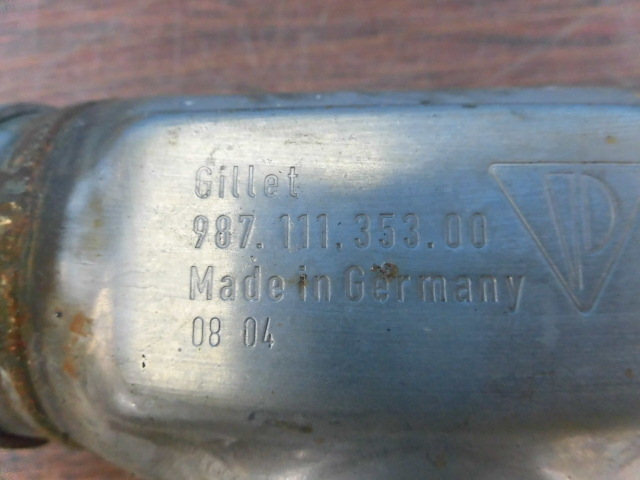 Gillet
987.111.353.00
Made in Germany
08 04